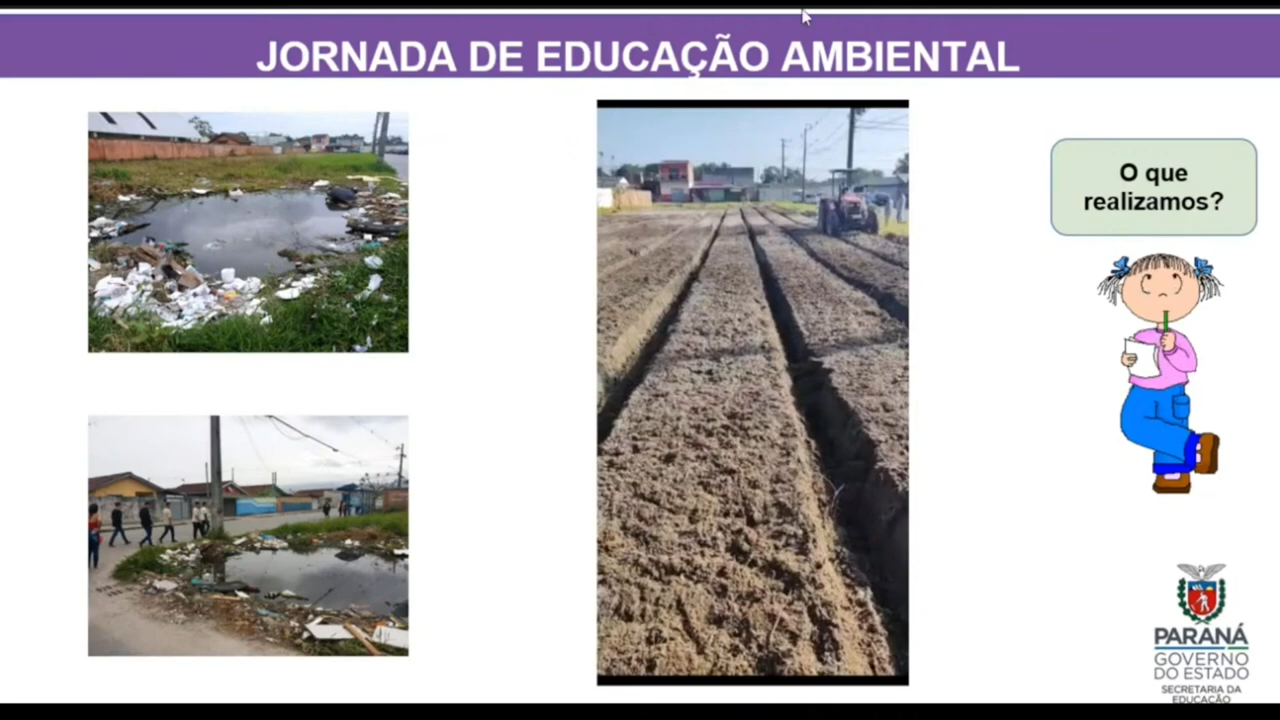 JORNADA DE EDUCAÇÃO AMBIENTAL
O que
realizamos?
PARANÁ
GOVERNO
DO ESTADO
SECRETARIA DA
EDUCAÇÃO